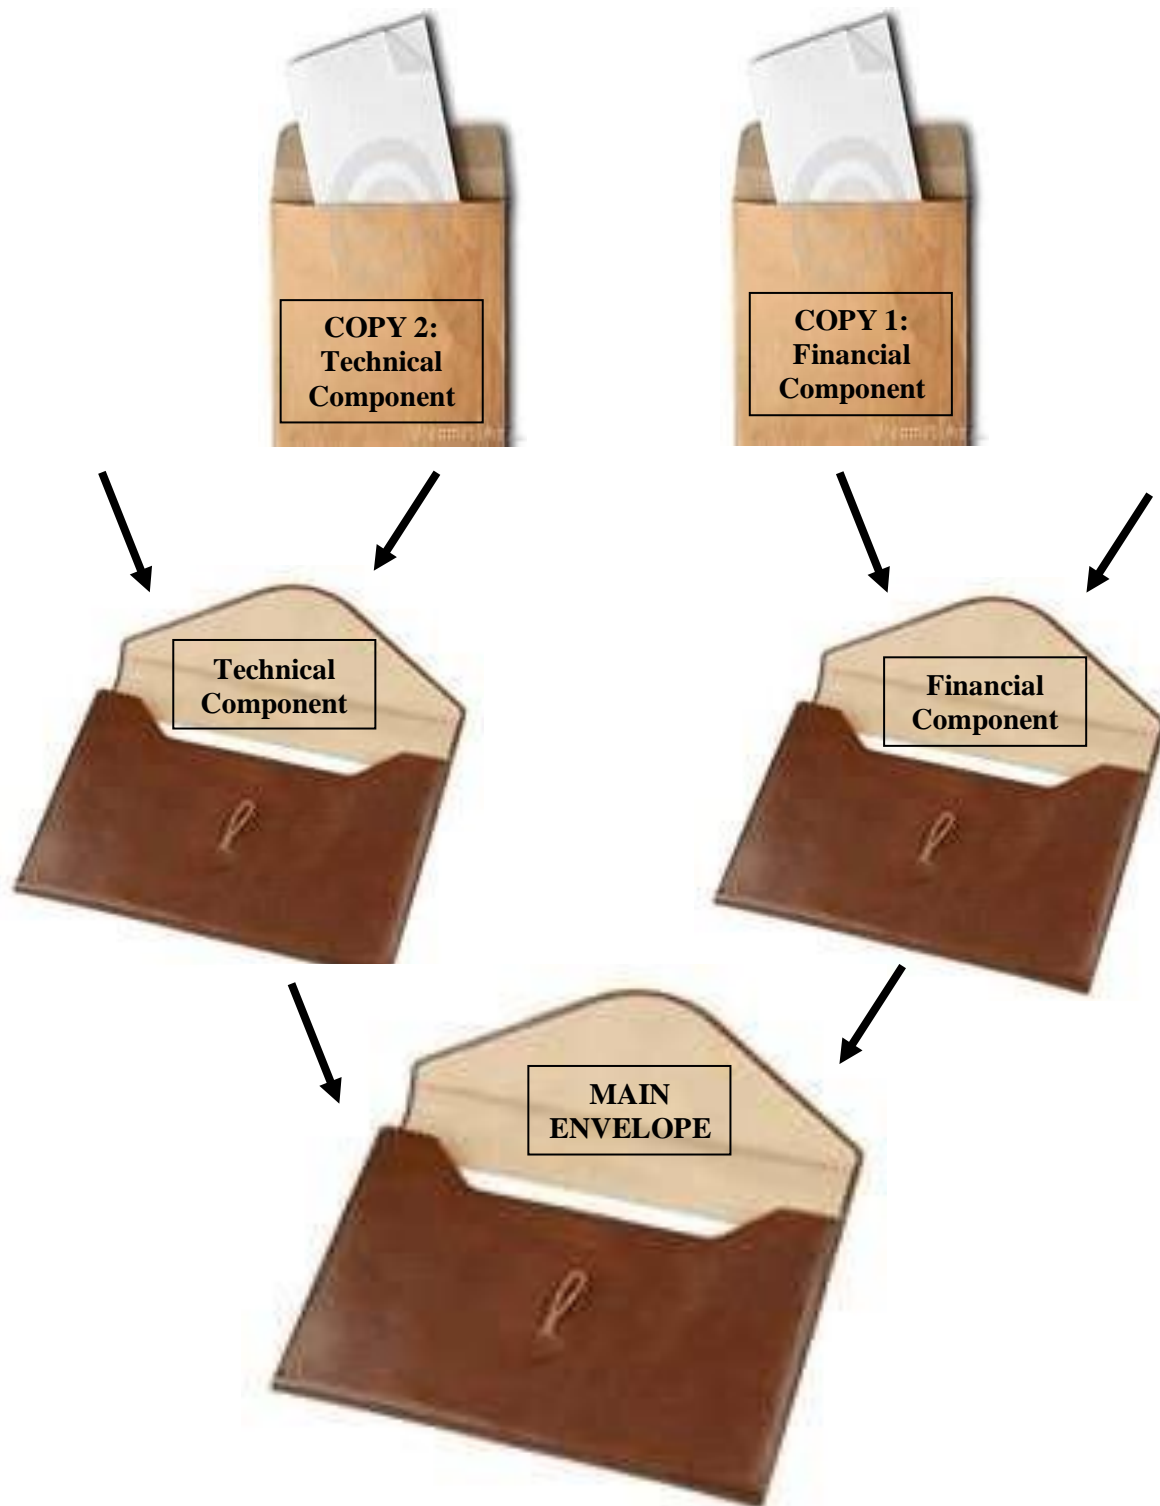 COPY 2:
Technical
Component
COPY 1:
Financial
Component
Technical
Component
Financial
Component
MAIN
ENVELOPE